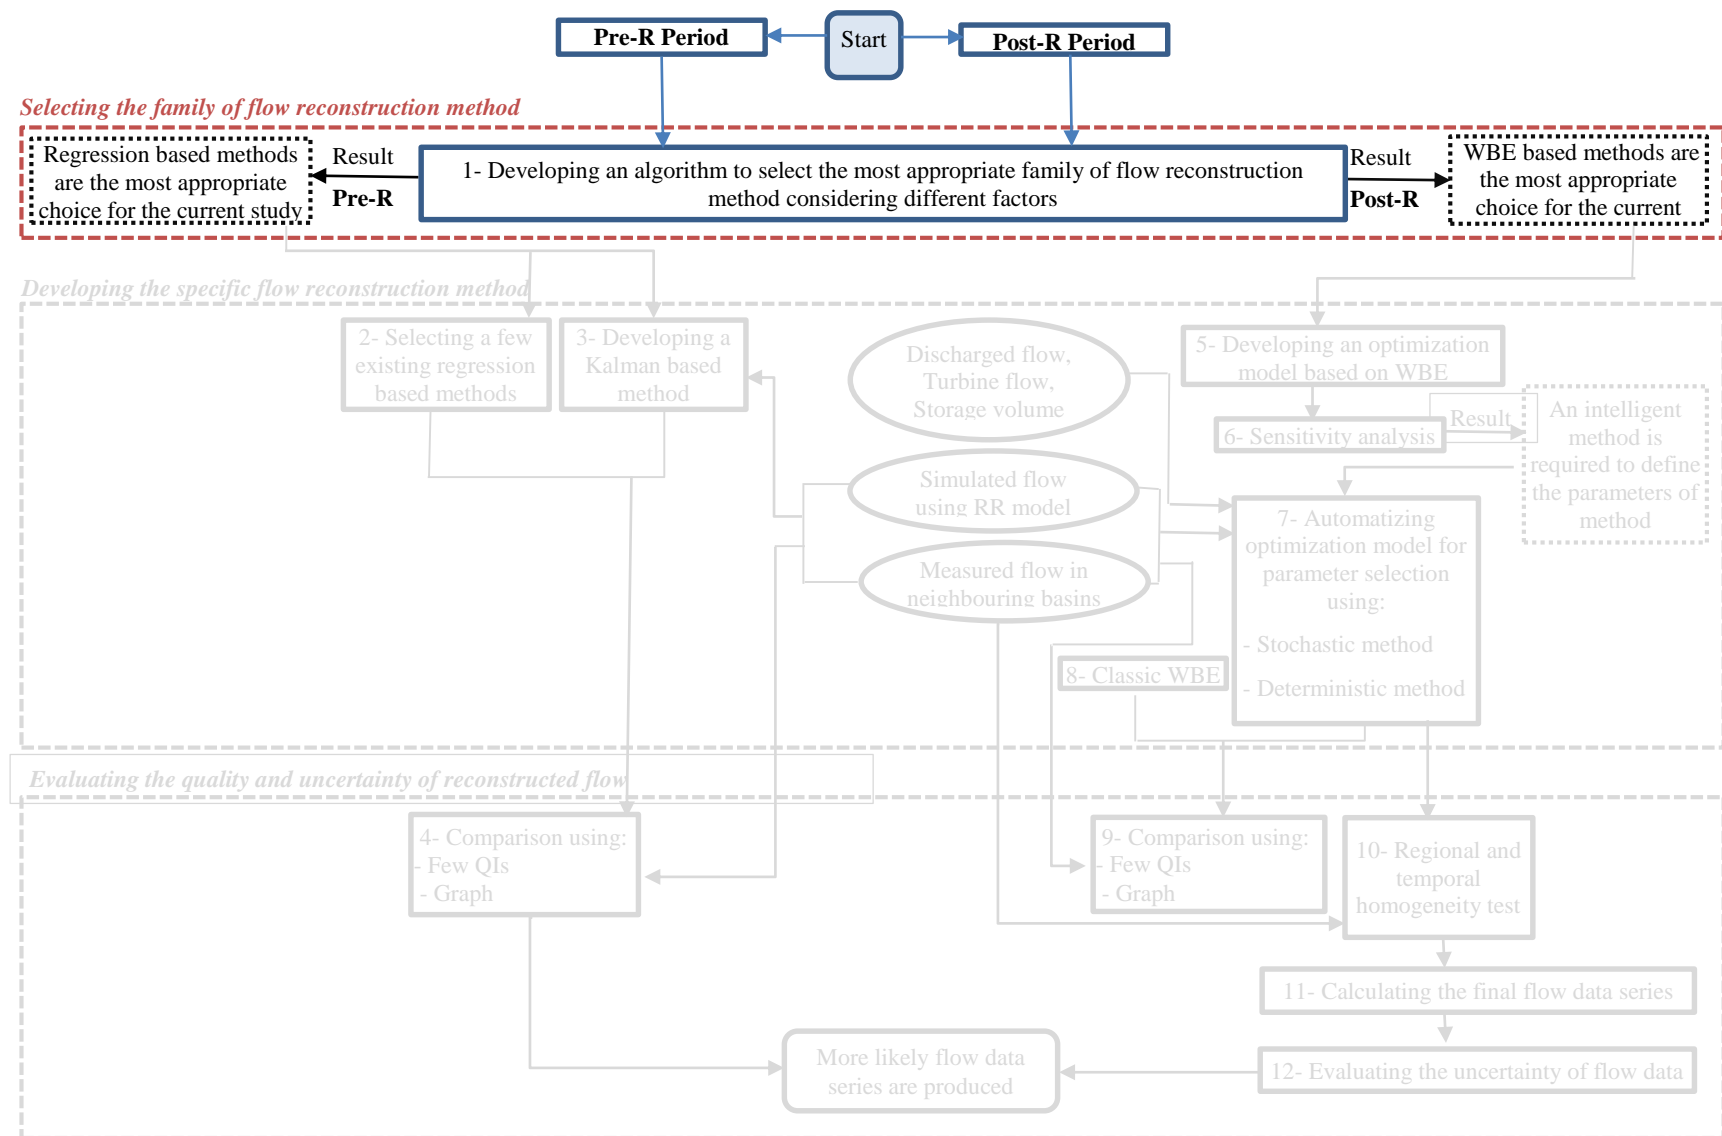 Pre-R Period
Start
Post-R Period
Selecting the family of flow reconstruction method
Regression based methods
are the most appropriate
choice for the current study
Result
Pre-R
1- Developing an algorithm to select the most appropriate family of flow reconstruction
method considering different factors
Result
Post-R
WBE based methods are
the most appropriate
choice for the current
Developing the specific flow reconstruction method
2- Selecting a few
existing regression
based methods
3- Developing a
Kalman based
method
Discharged flow,
Turbine flow,
Storage volume
5- Developing an optimization
model based on WBE
6- Sensitivity analysis
Result
An intelligent
method is
required to define
the parameters of
method
Simulated flow
using RR model
Measured flow in
neighbouring basins
7- Automatizing
optimization model for
parameter selection
using:
- Stochastic method
- Deterministic method
8- Classic WBE
Evaluating the quality and uncertainty of reconstructed flow
4- Comparison using:
- Few QIs
- Graph
9- Comparison using:
- Few QIs
- Graph
10- Regional and
temporal
homogeneity test
11- Calculating the final flow data series
12- Evaluating the uncertainty of flow data
More likely flow data
series are produced